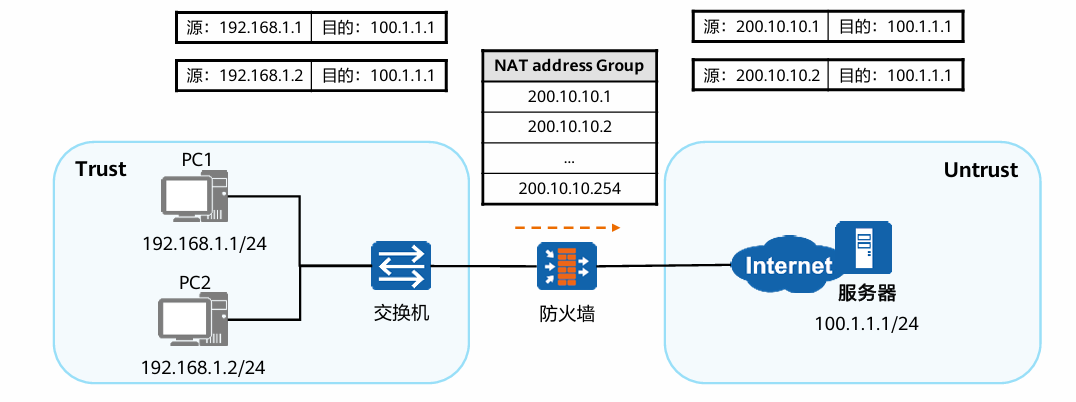 源：192.168.1.1 目的：100.1.1.1
源：192.168.1.2 目的：100.1.1.1
源：200.10.10.1 目的：100.1.1.1
源：200.10.10.2 目的：100.1.1.1
NAT address Group
200.10.10.1
200.10.10.2
...
200.10.10.254
Trust
PC1
192.168.1.1/24
PC2
192.168.1.2/24
交换机
防火墙
Untrust
Internet
服务器
100.1.1.1/24